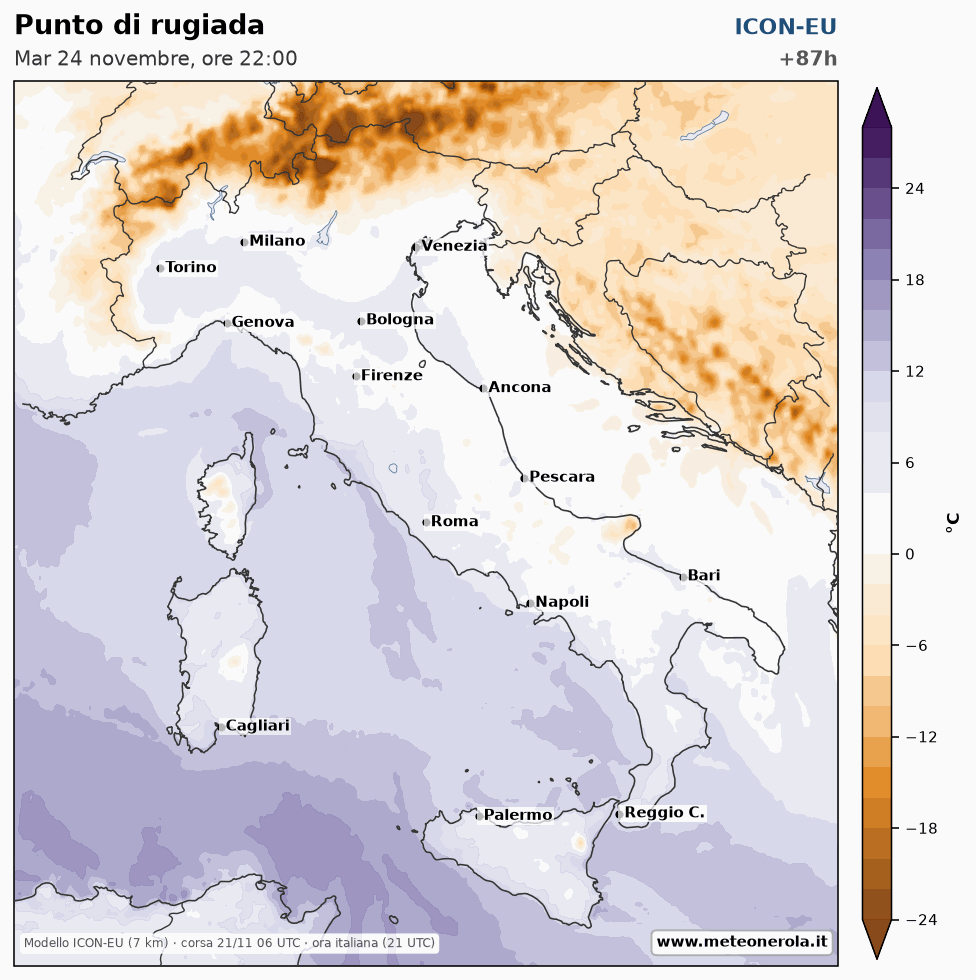 Punto di rugiada
ICON-EU
Mar 24 novembre, ore 22:00
+87h
Milano
Venezia
Torino
Genova
Bologna
Firenze
Ancona
Pescara
Roma
Bari
Napoli
Cagliari
Palermo
Reggio C.
24
18
12
6
0
−6
−12
−18
−24
°C
Modello ICON-EU (7 km) · corsa 21/11 06 UTC · ora italiana (21 UTC)
www.meteonerola.it